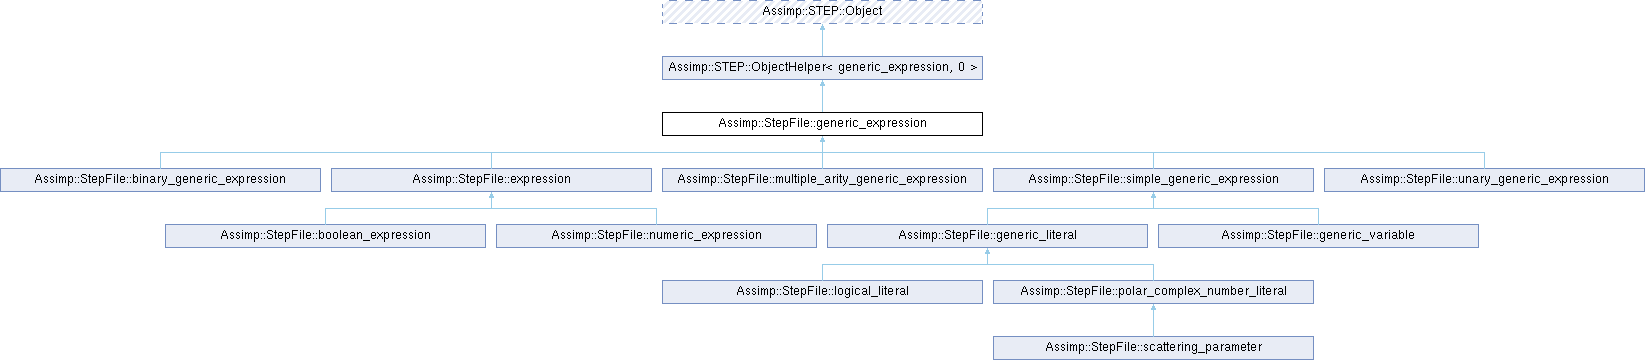 Assimp::STEP::Object
Assimp::STEP::ObjectHelper< generic_expression, 0 >
Assimp::StepFile::generic_expression
Assimp::StepFile::binary_generic_expression
Assimp::StepFile::expression
Assimp::StepFile::multiple_arity_generic_expression
Assimp::StepFile::simple_generic_expression
Assimp::StepFile::unary_generic_expression
Assimp::StepFile::boolean_expression
Assimp::StepFile::numeric_expression
Assimp::StepFile::generic_literal
Assimp::StepFile::generic_variable
Assimp::StepFile::logical_literal
Assimp::StepFile::polar_complex_number_literal
Assimp::StepFile::scattering_parameter